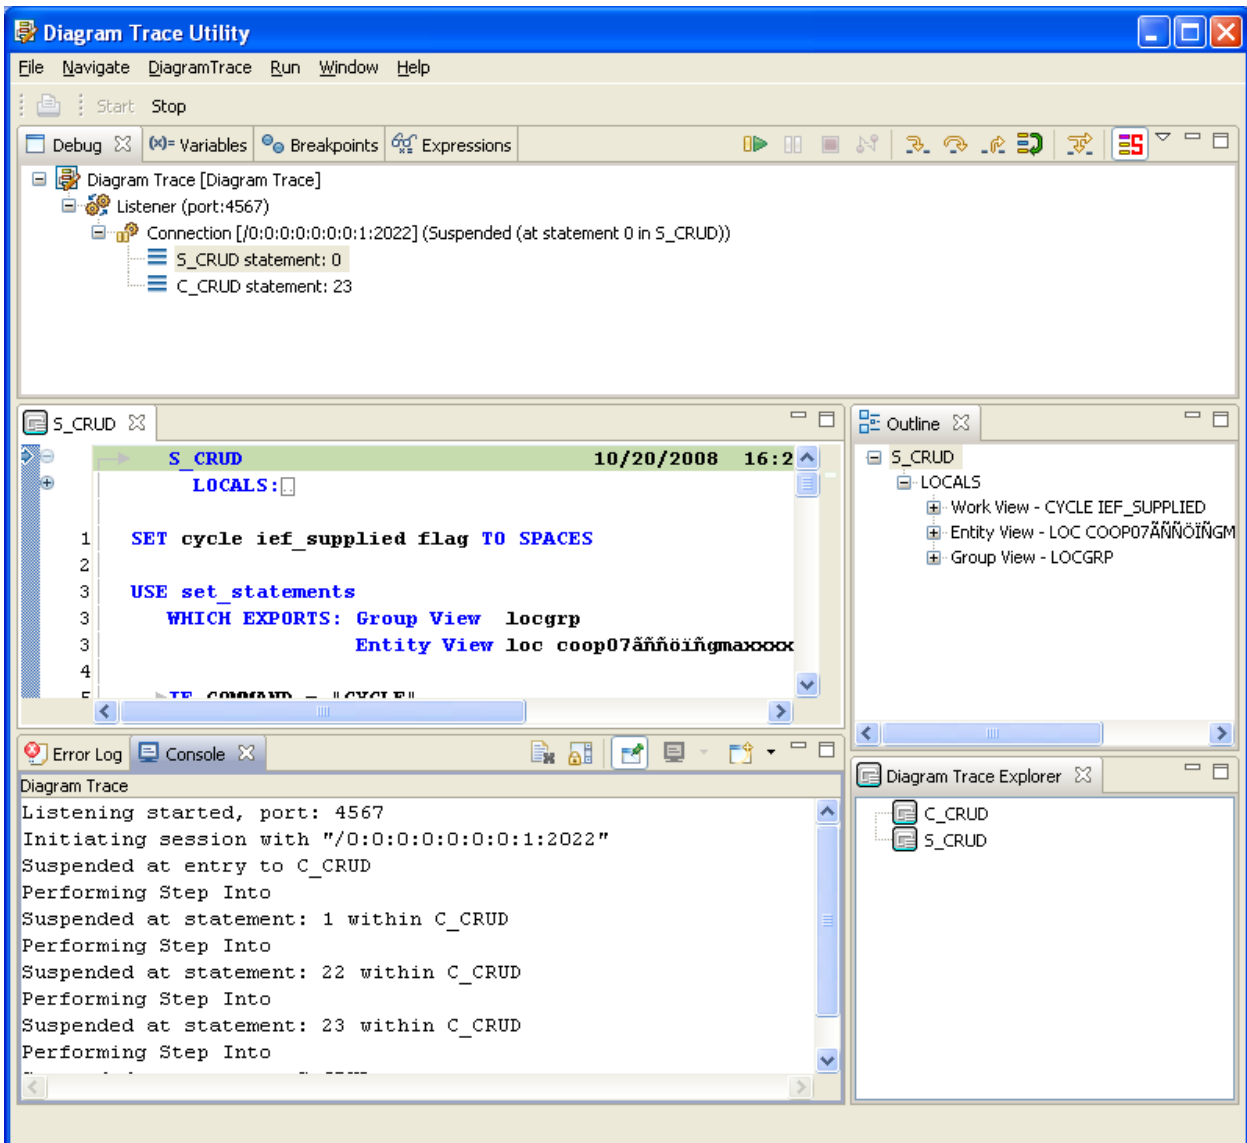 Diagram Trace Utility
File Navigate DiagramTrace Run Window Help
Start Stop
Debug (x)= Variables Breakpoints Expressions
Diagram Trace [Diagram Trace]
Listener (port:4567)
Connection [/0:0:0:0:0:0:0:1:2022] (Suspended (at statement 0 in S_CRUD))
S_CRUD statement: 0
C_CRUD statement: 23
S_CRUD
S_CRUD 10/20/2008 16:2
LOCALS:
1 SET cycle ief_supplied flag TO SPACES
2
3 USE set_statements
3 WHICH EXPORTS: Group View locgrp
3 Entity View loc coop07ãññöïñgmaxxxx
4
5 IF COMMAND = "CYCLE"
Outline
S_CRUD
LOCALS
Work View - CYCLE IEF_SUPPLIED
Entity View - LOC COOP07ÃÑÑÖÏÑGM
Group View - LOCGRP
Error Log Console
Diagram Trace
Listening started, port: 4567
Initiating session with "/0:0:0:0:0:0:0:1:2022"
Suspended at entry to C_CRUD
Performing Step Into
Suspended at statement: 1 within C_CRUD
Performing Step Into
Suspended at statement: 22 within C_CRUD
Performing Step Into
Suspended at statement: 23 within C_CRUD
Performing Step Into
Diagram Trace Explorer
C_CRUD
S_CRUD